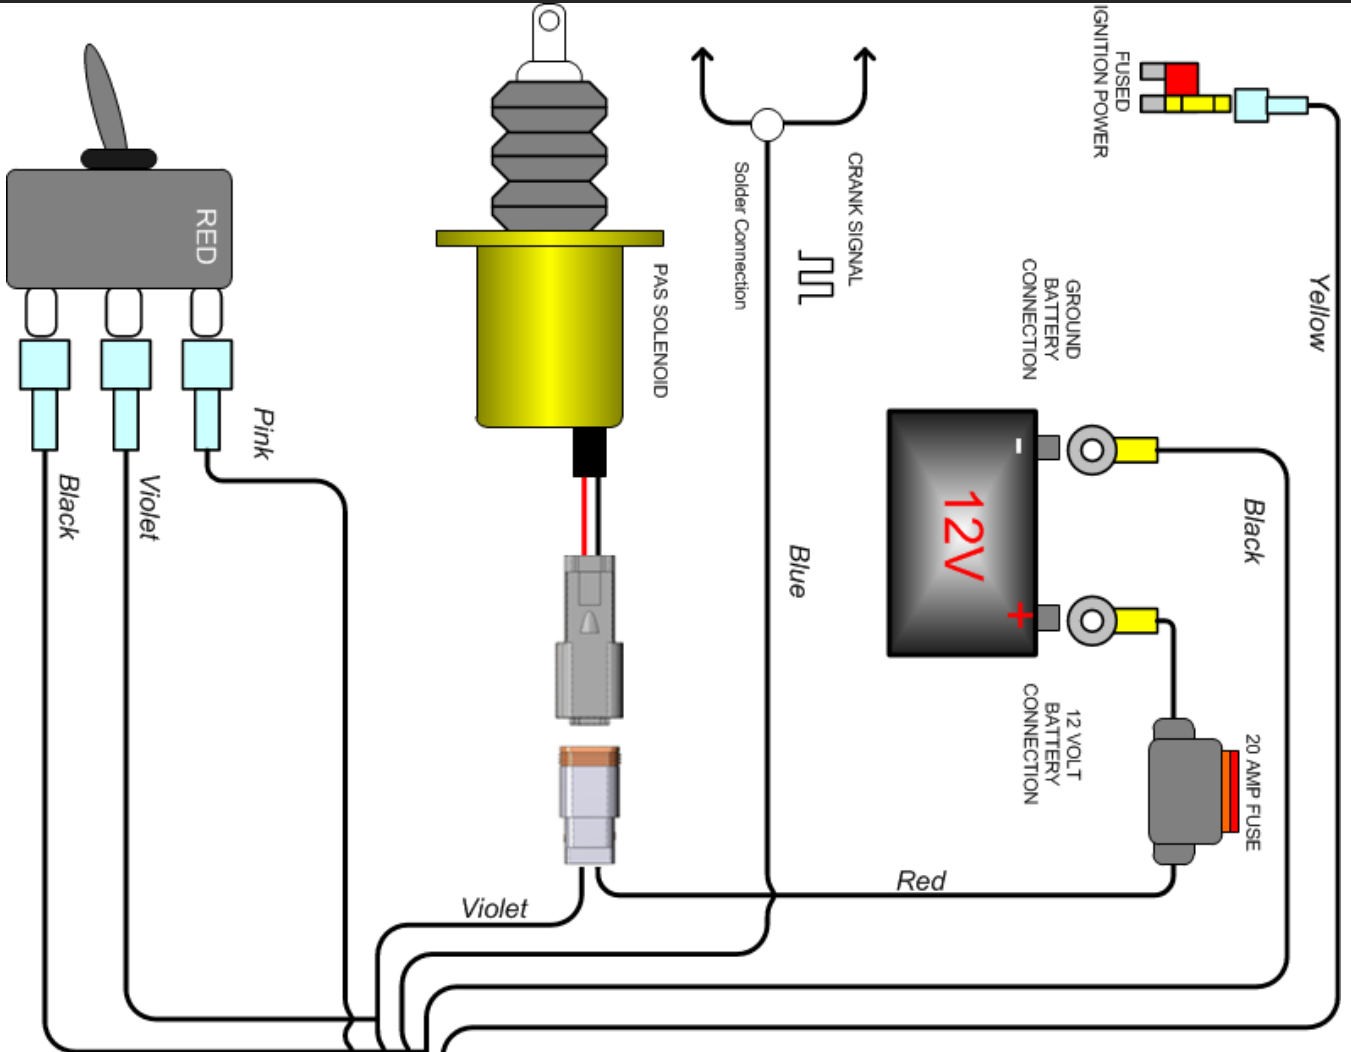 RED
Pink
Black
Violet
PAS SOLENOID
Solder Connection
CRANK SIGNAL
Blue
FUSED
IGNITION POWER
Yellow
GROUND
BATTERY
CONNECTION
-
12V
+
Black
12 VOLT
BATTERY
CONNECTION
20 AMP FUSE
Red
Violet